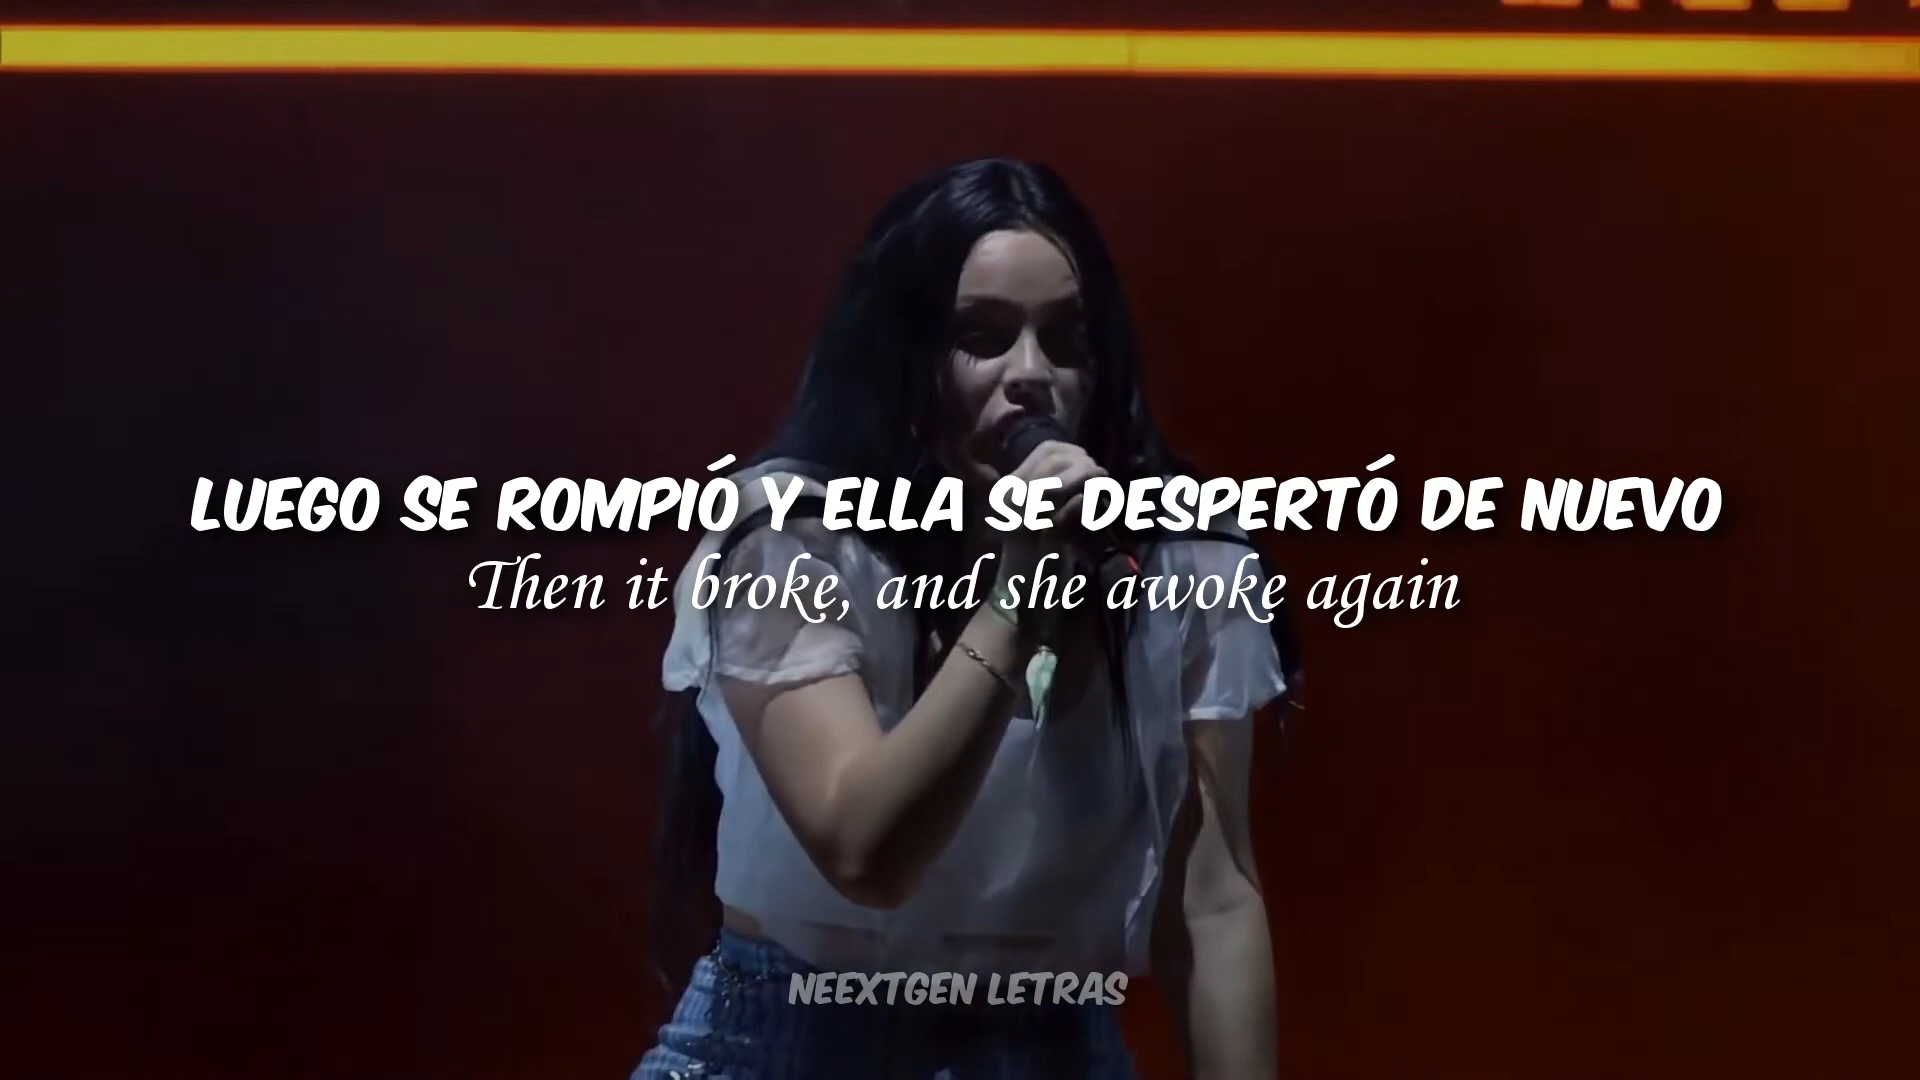 LUEGO SE ROMPIÓ Y ELLA SE DESPERTÓ DE NUEVO
Then it broke, and she awoke again
NEEXTGEN LETRAS